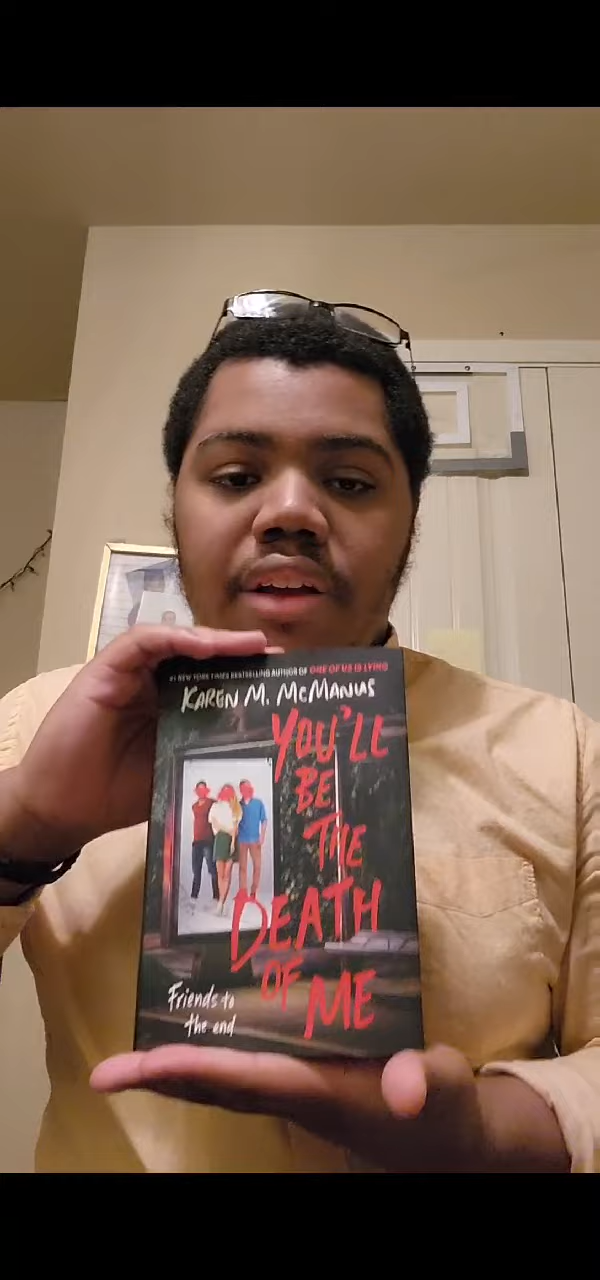 #1 NEW YORK TIMES BESTSELLING AUTHOR OF ONE OF US IS LYING
KAREN M. McMANUS
YOU'LL
BE
THE
DEATH
OF
ME
Friends to
the end